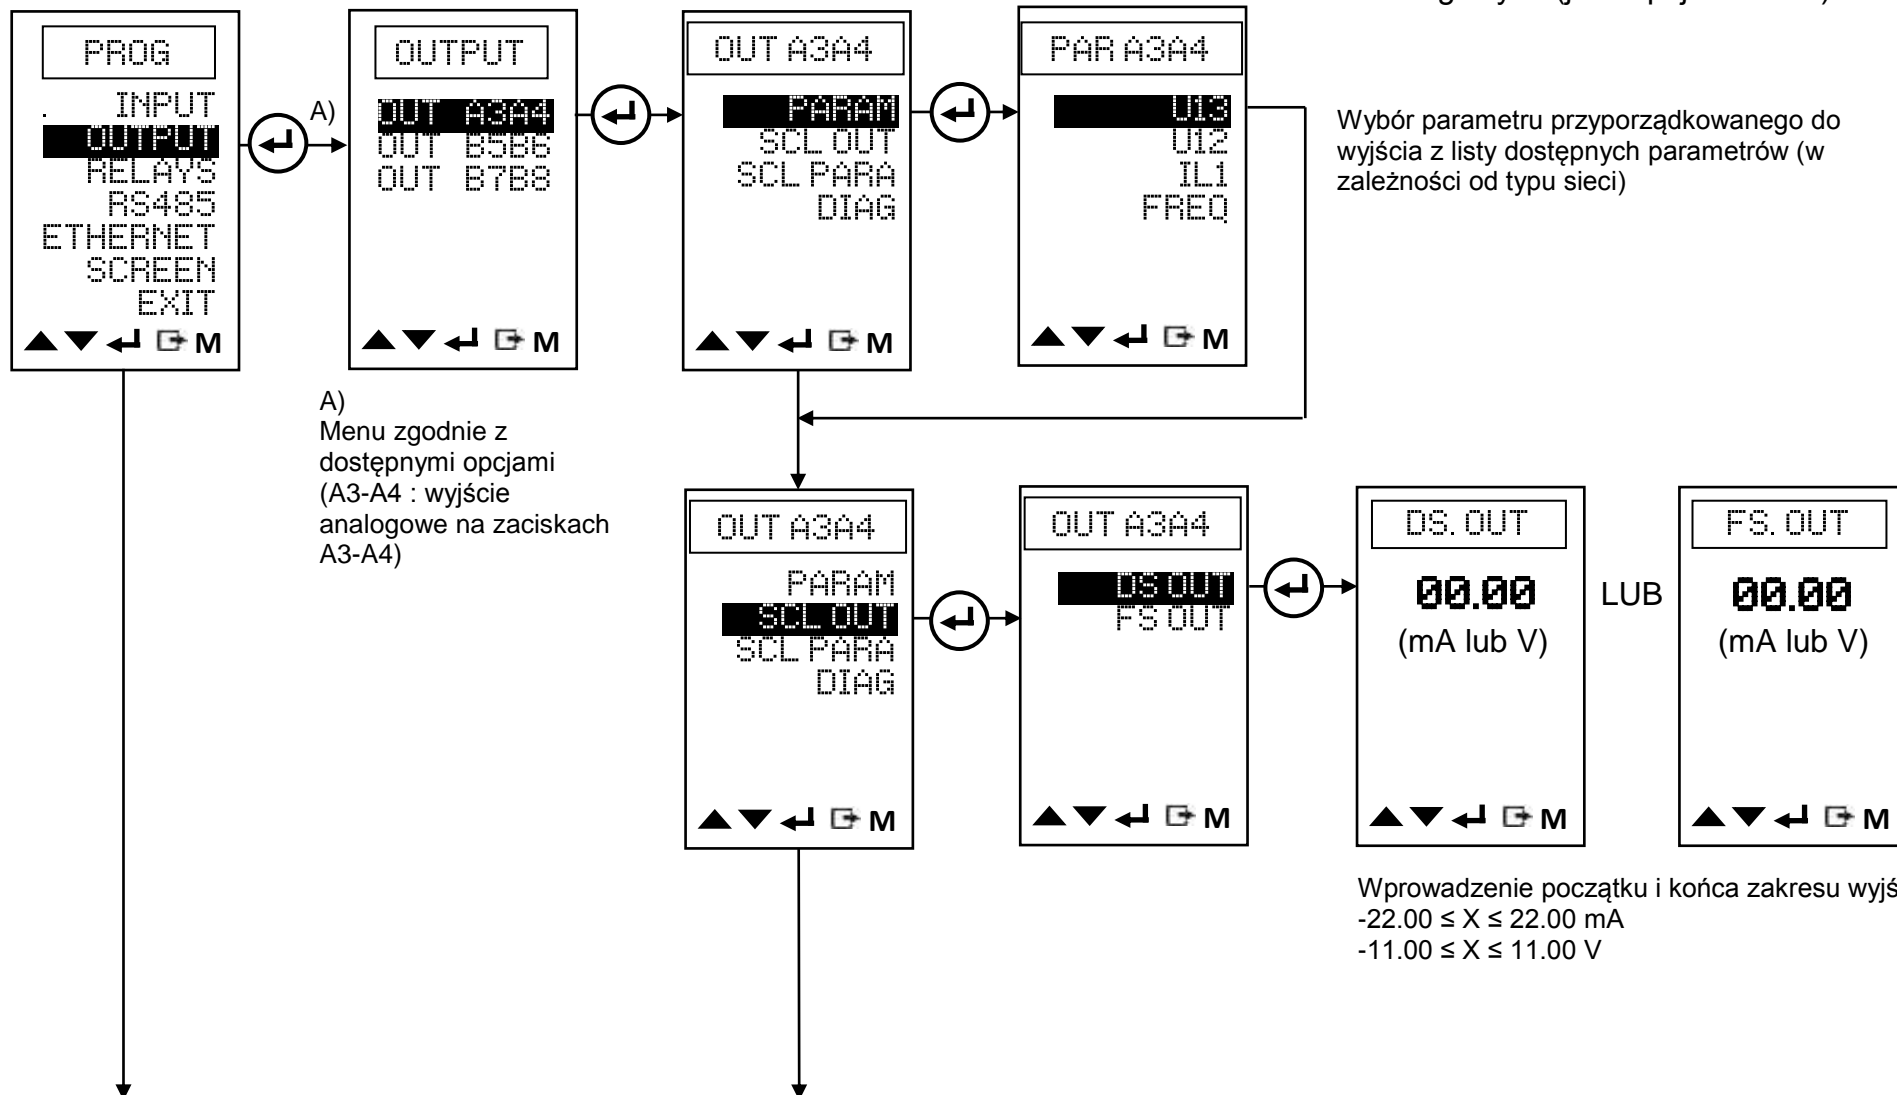 PROG
. INPUT
OUTPUT
RELAYS
RS485
ETHERNET
SCREEN
EXIT
M
A)
OUTPUT
OUT A3A4
OUT B5B6
OUT B7B8
M
OUT A3A4
PARAM
SCL OUT
SCL PARA
DIAG
M
PAR A3A4
U13
U12
IL1
FREQ
M
Wybór parametru przyporządkowanego do
wyjścia z listy dostępnych parametrów (w
zależności od typu sieci)
A)
Menu zgodnie z
dostępnymi opcjami
(A3-A4 : wyjście
analogowe na zaciskach
A3-A4)
OUT A3A4
PARAM
SCL OUT
SCL PARA
DIAG
M
OUT A3A4
DS OUT
FS OUT
M
DS. OUT
00.00
(mA lub V)
M
LUB
FS. OUT
00.00
(mA lub V)
M
Wprowadzenie początku i końca zakresu
-22.00 ≤ X ≤ 22.00 mA
-11.00 ≤ X ≤ 11.00 V